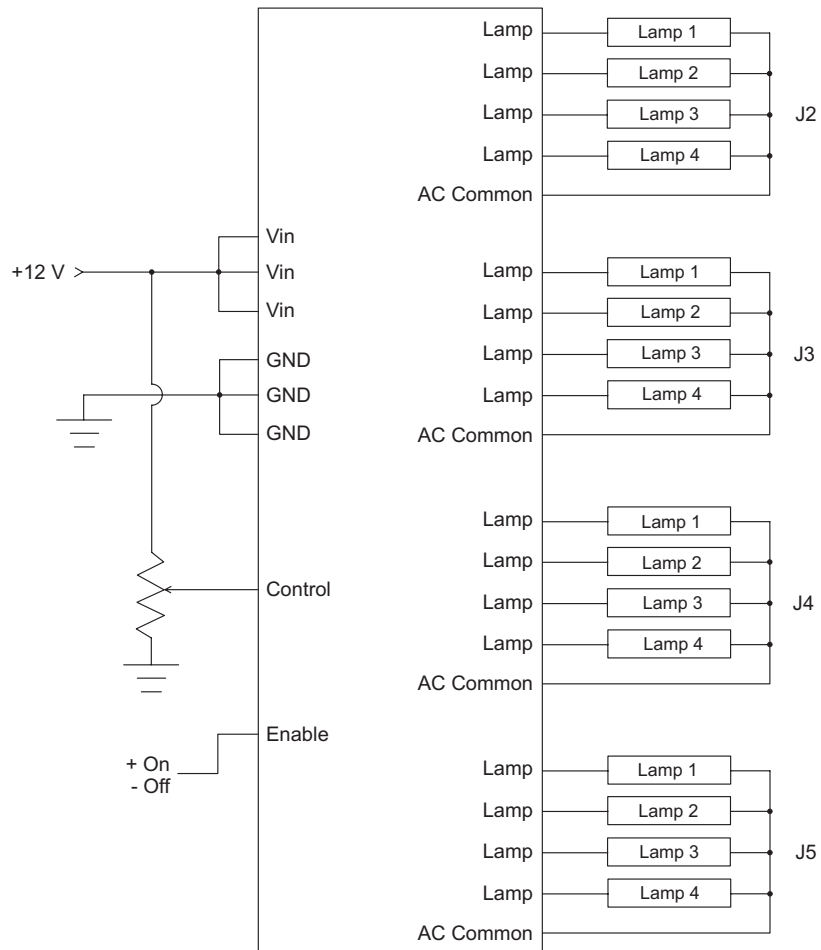 +12 V
Vin
Vin
Vin
GND
GND
GND
Control
Enable
+ On
- Off
Lamp Lamp 1
Lamp Lamp 2
Lamp Lamp 3
Lamp Lamp 4
AC Common
J2
Lamp Lamp 1
Lamp Lamp 2
Lamp Lamp 3
Lamp Lamp 4
AC Common
J3
Lamp Lamp 1
Lamp Lamp 2
Lamp Lamp 3
Lamp Lamp 4
AC Common
J4
Lamp Lamp 1
Lamp Lamp 2
Lamp Lamp 3
Lamp Lamp 4
AC Common
J5